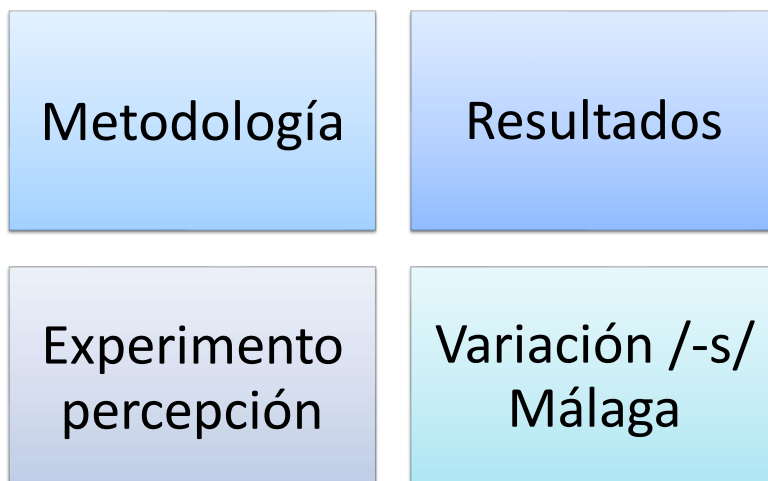 Metodología
Resultados
Experimento
percepción
Variación /-s/
Málaga